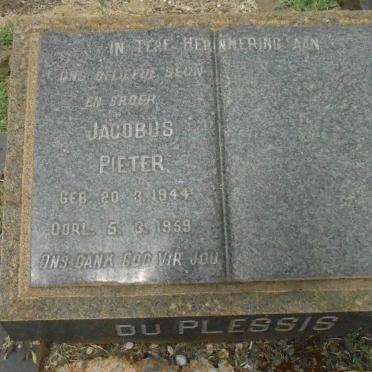 IN TERE HERINNERING AAN
ONS GELIEFDE SEUN
EN BROER
JACOBUS
PIETER
GEB. 20.3.1944
OORL. 5.3.1959
ONS DANK GOD VIR JOU
DU PLESSIS